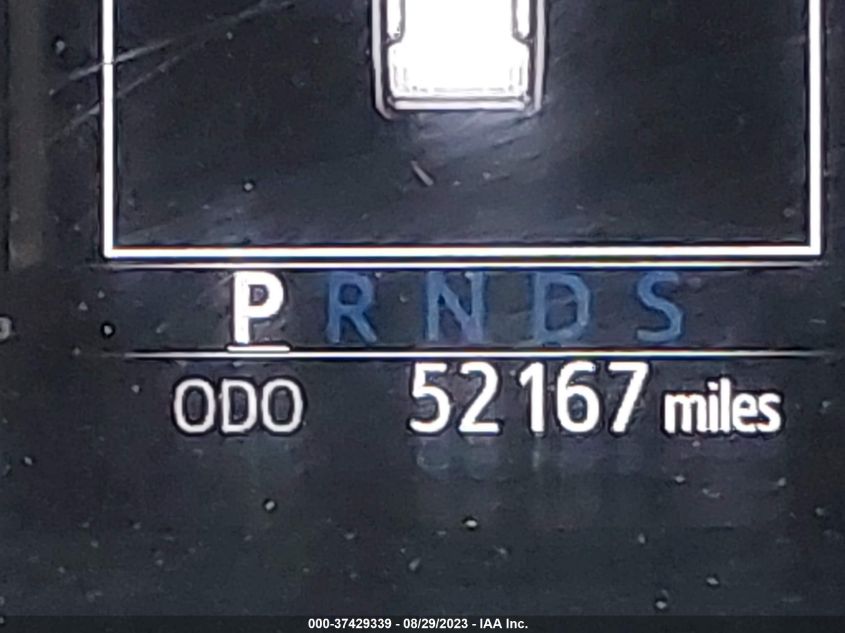 P R N D S
ODO 52167 miles
000-37429339 - 08/29/2023 - IAA Inc.